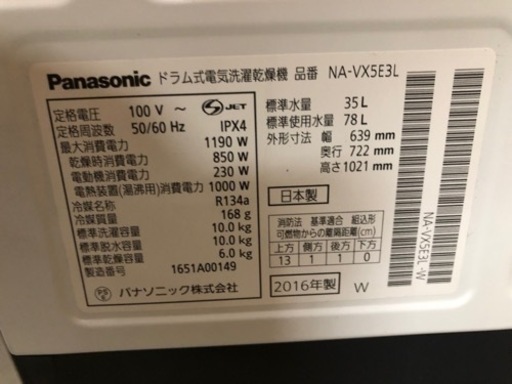 Panasonic ドラム式電気洗濯乾燥機 品番 NA-VX5E3L
定格電圧 100 V ～
定格周波数 50/60 Hz
JET
IPX4
最大消費電力 1190 W
乾燥時消費電力 850 W
電動機消費電力 230 W
電熱装置(湯沸用)消費電力 1000 W
冷媒名 R134a
冷媒質量 168 g
標準洗濯容量 10.0 kg
標準脱水容量 10.0 kg
標準乾燥容量 6.0 kg
製造番号 1651A00149
PS E パナソニック株式会社
標準水量 35 L
標準使用水量 78 L
外形寸法 幅 639 mm
奥行 722 mm
高さ 1021 mm
日本製
消防法 基準適合 組込形
可燃物からの離隔距離(cm)
上方 側方 後方 下方
13 1 1 0
2016年製 W
NA-VX5E3L-W